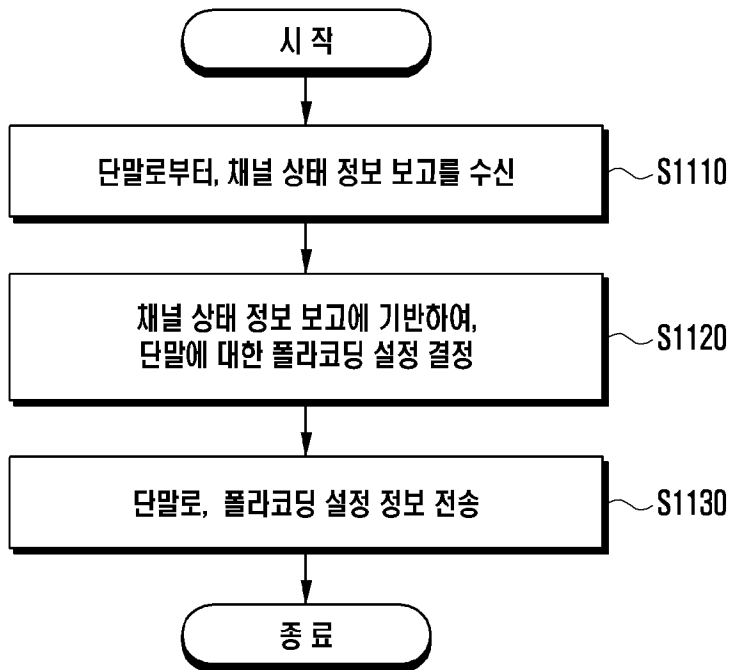 시작
단말로부터, 채널 상태 정보 보고를 수신
S1110
채널 상태 정보 보고에 기반하여,
단말에 대한 폴라코딩 설정 결정
S1120
단말로, 폴라코딩 설정 정보 전송
S1130
종료